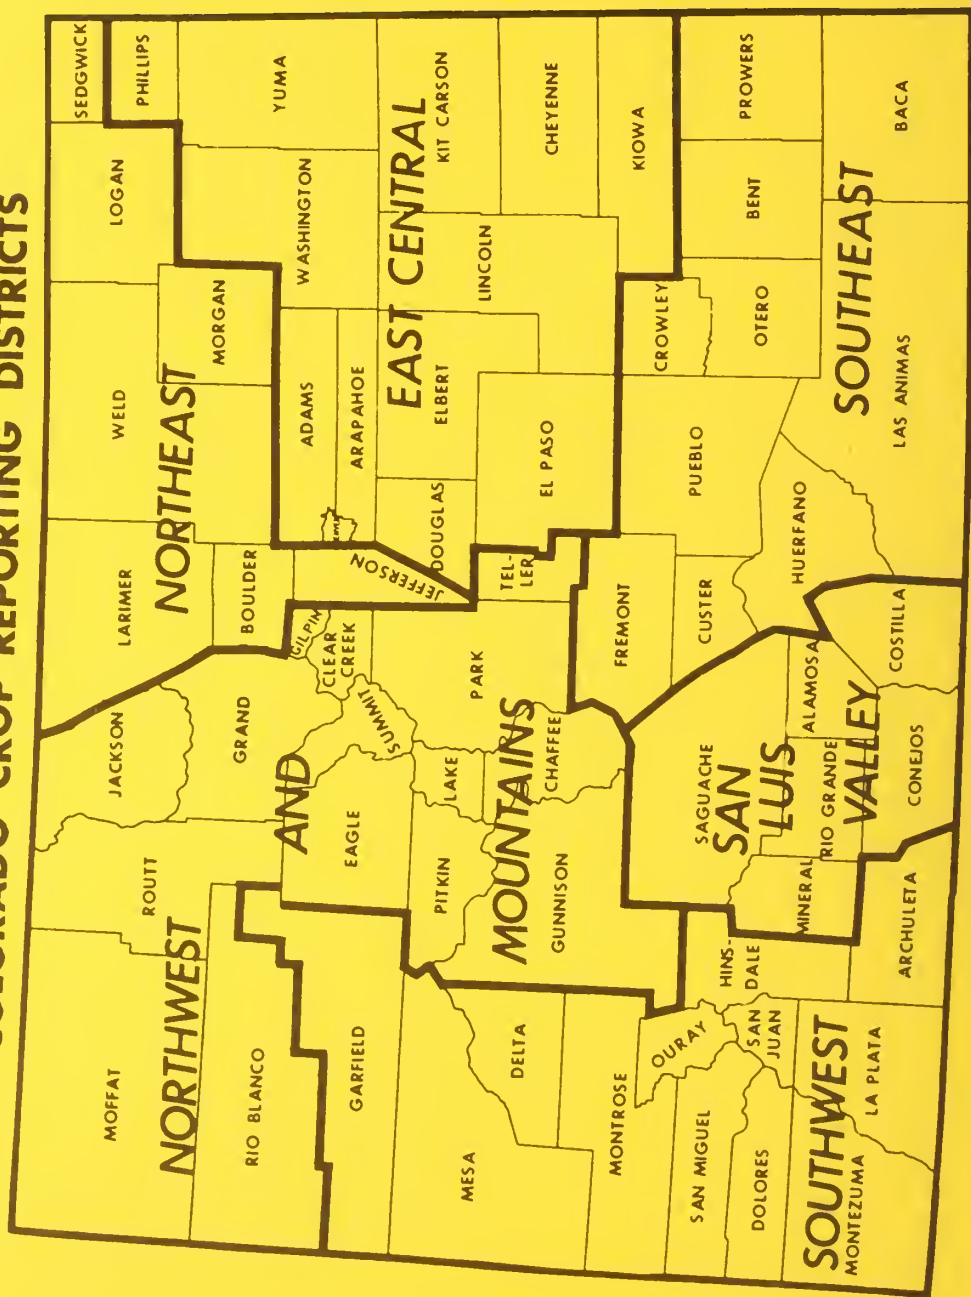 COLORADO CROP REPORTING DISTRICTS
MOFFAT
ROUTT
JACKSON
LARIMER
WELD
LOGAN
SEDGWICK
PHILLIPS
NORTHWEST
AND
MOUNTAINS
NORTHEAST
MORGAN
RIO BLANCO
GRAND
BOULDER
GILPIN
CLEAR
CREEK
JEFFERSON
ADAMS
ARAPAHOE
WASHINGTON
YUMA
GARFIELD
EAGLE
SUMMIT
DOUGLAS
ELBERT
EAST CENTRAL
KIT CARSON
MESA
DELTA
PITKIN
LAKE
PARK
TEL-
LER
EL PASO
LINCOLN
CHEYENNE
GUNNISON
CHAFFEE
FREMONT
KIOWA
MONTROSE
OURAY
SAN MIGUEL
DOLORES
SAN
JUAN
HINS-
DALE
SAGUACHE
CUSTER
PUEBLO
CROWLEY
OTERO
BENT
PROWERS
SAN
LUIS
VALLEY
MINERAL
RIO GRANDE
ALAMOSA
HUERFANO
SOUTHWEST
MONTEZUMA
LA PLATA
ARCHULETA
CONEJOS
COSTILLA
LAS ANIMAS
SOUTHEAST
BACA